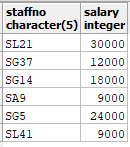 staffno salary
character(5) integer
SL21 30000
SG37 12000
SG14 18000
SA9 9000
SG5 24000
SL41 9000